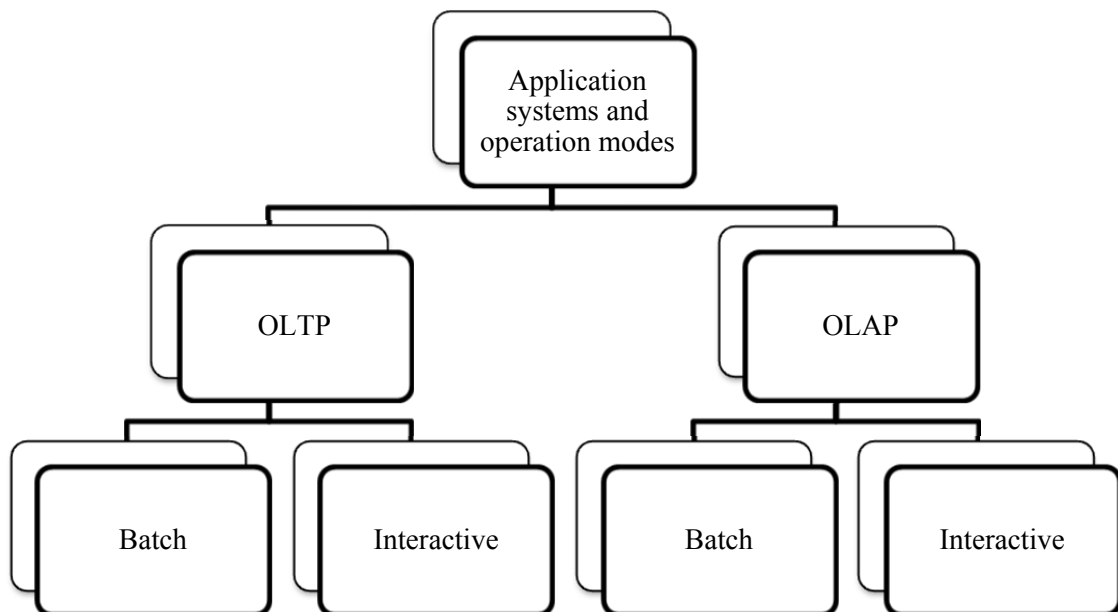 Application
systems and
operation modes
OLTP
OLAP
Batch
Interactive
Batch
Interactive